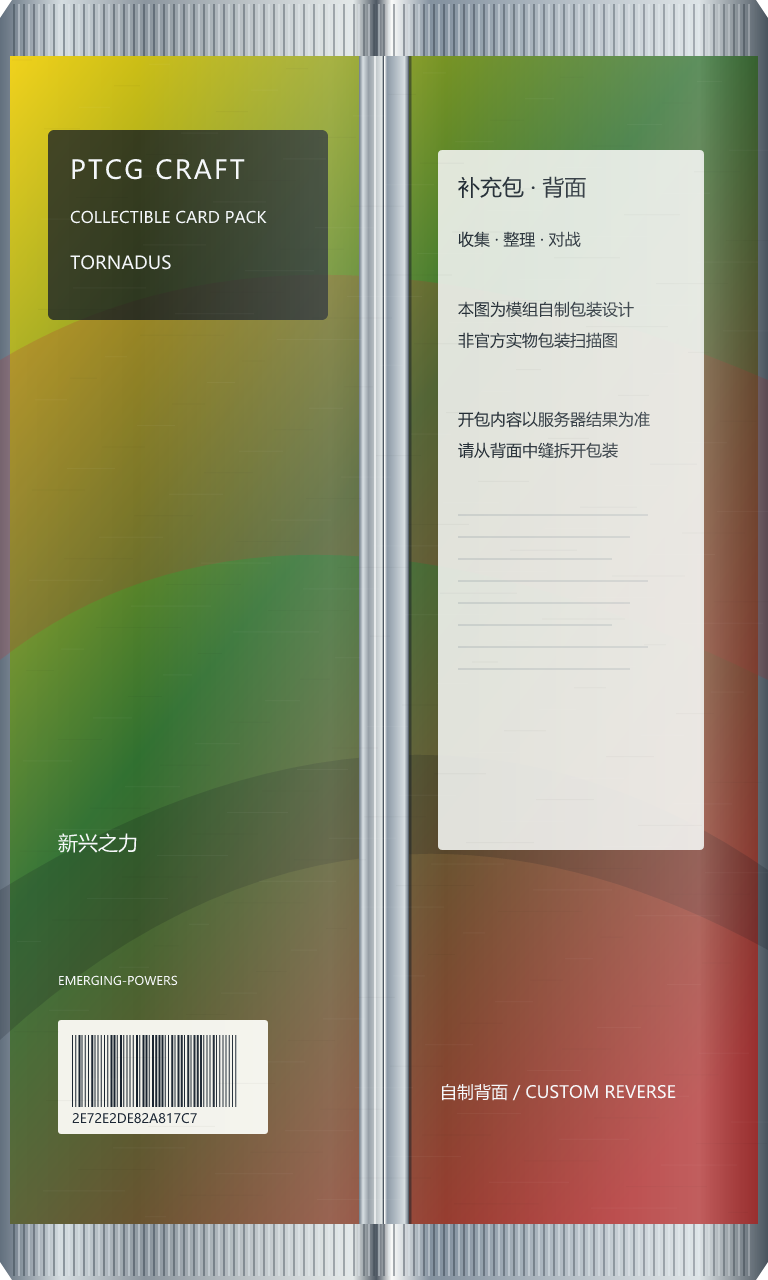 PTCG CRAFT
COLLECTIBLE CARD PACK
TORNADUS
新兴之力
EMERGING-POWERS
2E72E2DE82A817C7
补充包 · 背面
收集 · 整理 · 对战
本图为模组自制包装设计
非官方实物包装扫描图
开包内容以服务器结果为准
请从背面中缝拆开包装
自制背面 / CUSTOM REVERSE